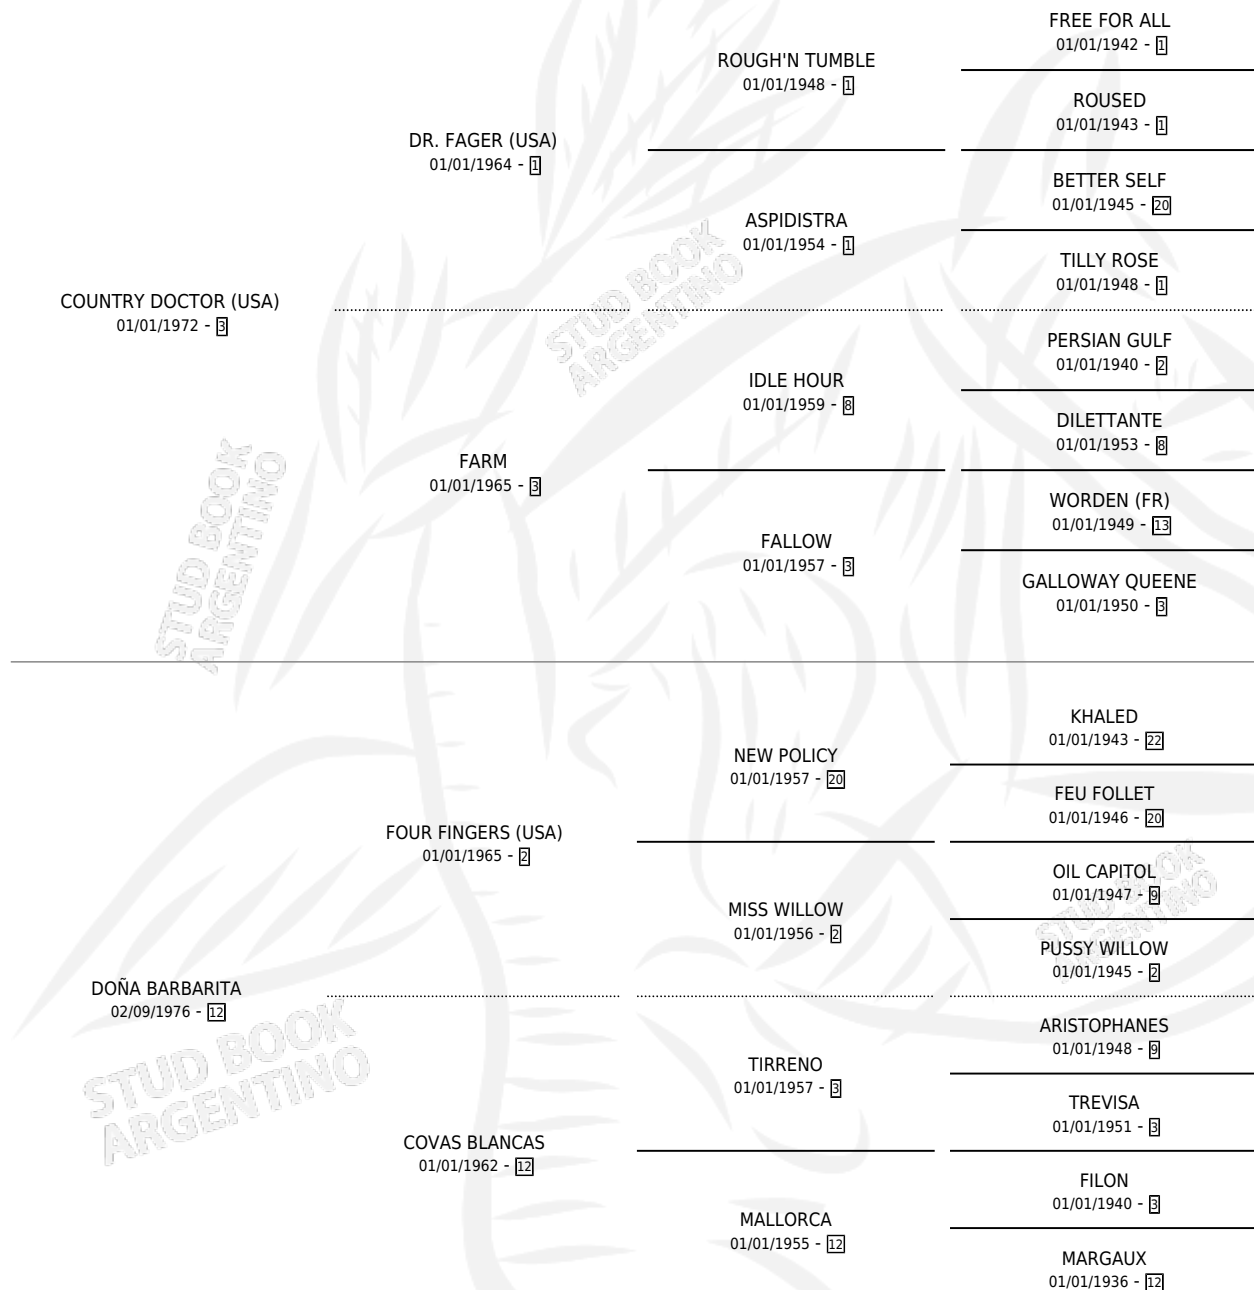 FREE FOR ALL
01/01/1942 - 1
ROUGH'N TUMBLE
01/01/1948 - 1
ROUSED
01/01/1943 - 1
DR. FAGER (USA)
01/01/1964 - 1
BETTER SELF
01/01/1945 - 20
ASPIDISTRA
01/01/1954 - 1
TILLY ROSE
01/01/1948 - 1
COUNTRY DOCTOR (USA)
01/01/1972 - 3
PERSIAN GULF
01/01/1940 - 2
IDLE HOUR
01/01/1959 - 8
DILETTANTE
01/01/1953 - 8
FARM
01/01/1965 - 3
WORDEN (FR)
01/01/1949 - 13
FALLOW
01/01/1957 - 3
GALLOWAY QUEENE
01/01/1950 - 3
KHALED
01/01/1943 - 22
NEW POLICY
01/01/1957 - 20
FEU FOLLET
01/01/1946 - 20
FOUR FINGERS (USA)
01/01/1965 - 2
OIL CAPITOL
01/01/1947 - 9
MISS WILLOW
01/01/1956 - 2
PUSSY WILLOW
01/01/1945 - 2
DOÑA BARBARITA
02/09/1976 - 12
ARISTOPHANES
01/01/1948 - 9
TIRRENO
01/01/1957 - 3
TREVISA
01/01/1951 - 3
COVAS BLANCAS
01/01/1962 - 12
FILON
01/01/1940 - 3
MALLORCA
01/01/1955 - 12
MARGAUX
01/01/1936 - 12
STUD BOOK
ARGENTINO
STUD BOOK
ARGENTINO
STUD BOOK
ARGENTINO
STUD BOOK
ARGENTINO